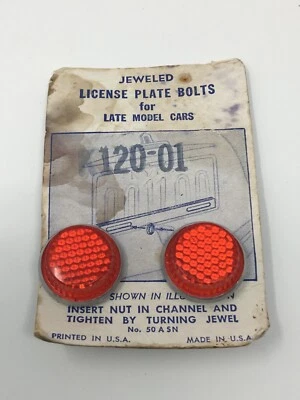 JEWELED
LICENSE PLATE BOLTS
for
LATE MODEL CARS
120-01
SHOWN IN
INSERT NUT IN CHANNEL AND
TIGHTEN BY TURNING JEWEL
No. 50 A SN
PRINTED IN U.S.A. MADE IN U.S.A.